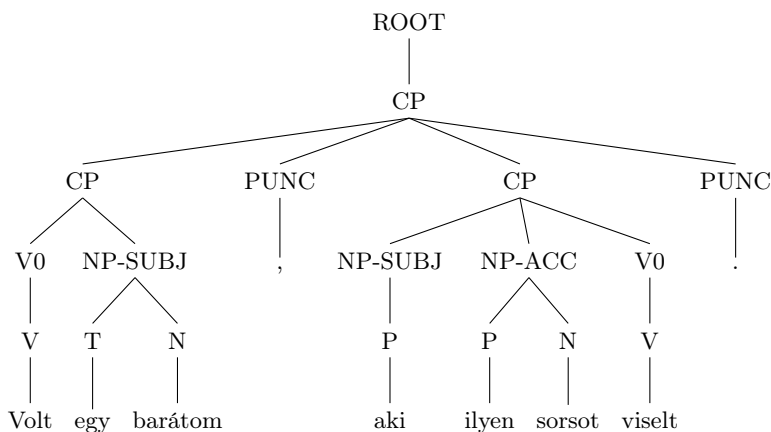 ROOT
CP
CP PUNC CP PUNC
V0 NP-SUBJ , NP-SUBJ NP-ACC V0 .
V T N P P N V
Volt egy barátom aki ilyen sorsot viselt